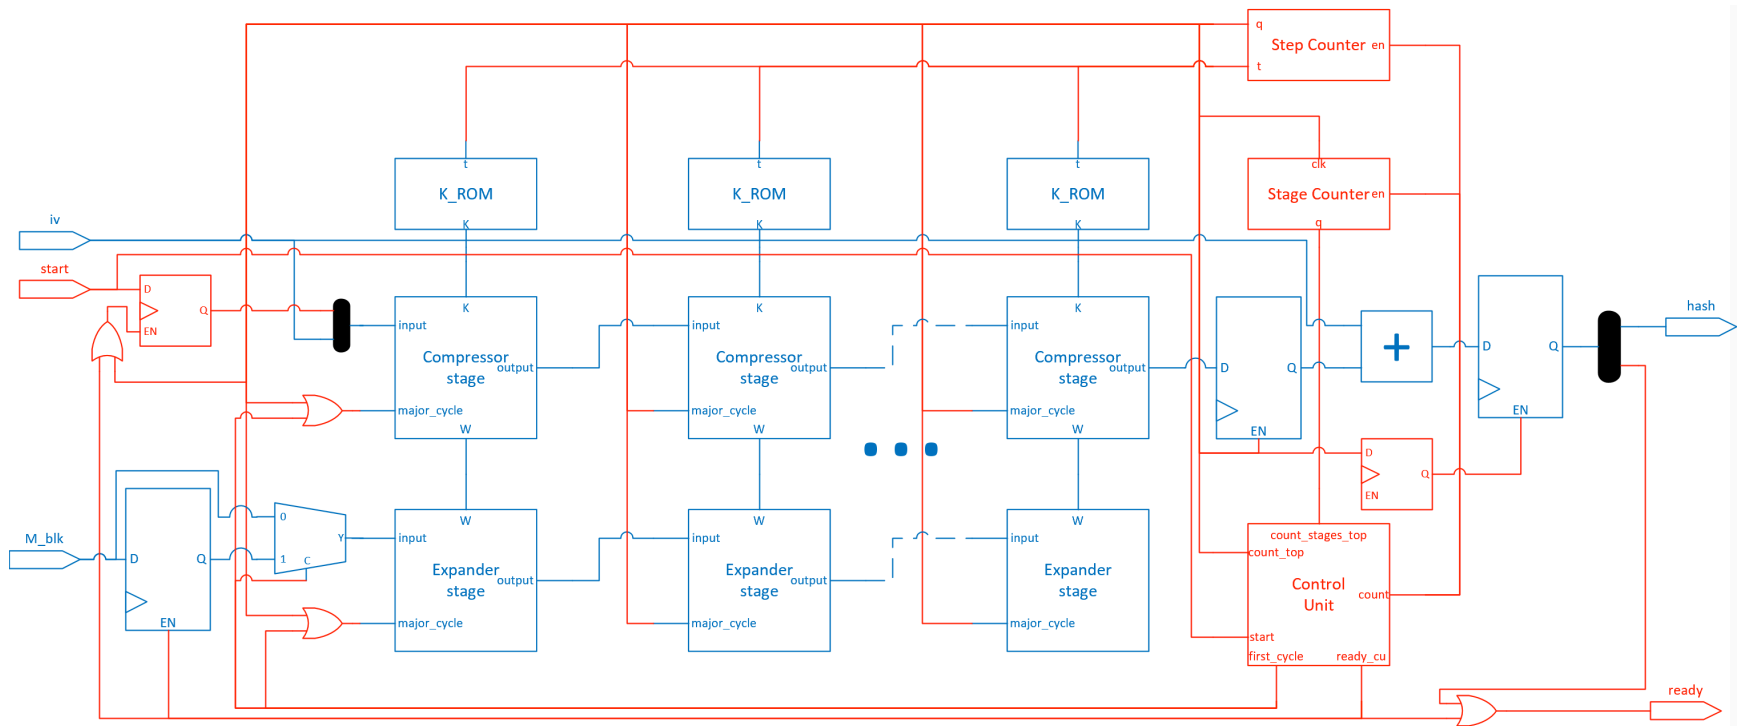 q
Step Counter
en
t
t
t
t
clk
K_ROM
K_ROM
K_ROM
Stage Counter
en
K
K
K
q
iv
start
D
Q
EN
K
K
K
input
input
input
hash
Compressor
stage
Compressor
stage
Compressor
stage
output
output
output
D
Q
+
D
Q
major_cycle
major_cycle
major_cycle
EN
W
W
W
EN
D
Q
EN
0
M_blk
D
Q
Y
1
C
EN
W
W
W
input
input
input
Expander
stage
Expander
stage
Expander
stage
output
output
major_cycle
major_cycle
major_cycle
count_stages_top
count_top
Control
Unit
count
start
first_cycle
ready_cu
ready